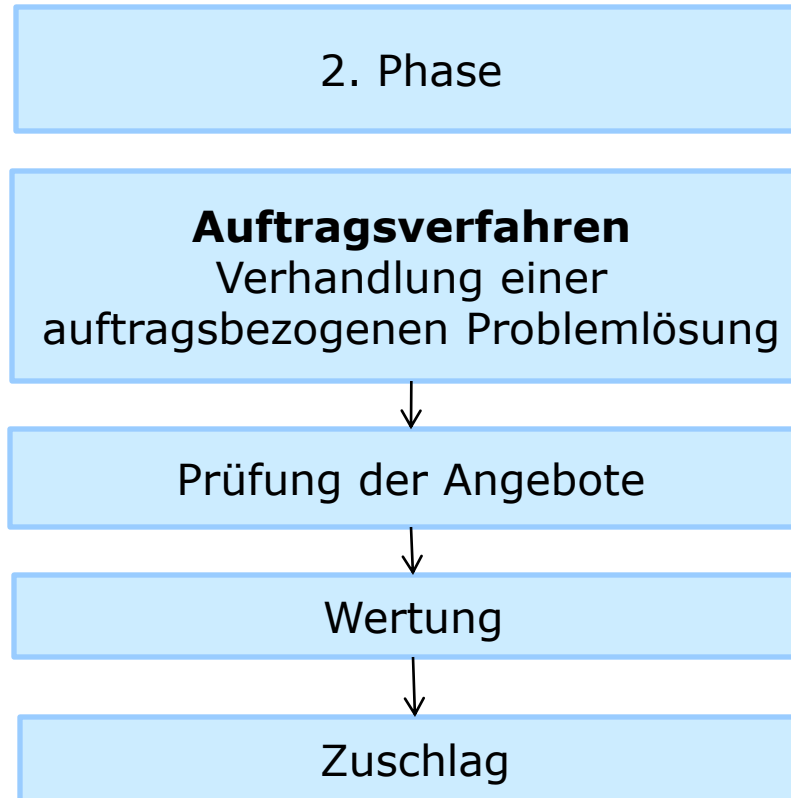 2. Phase
Auftragsverfahren
Verhandlung einer
auftragsbezogenen Problemlösung
Prüfung der Angebote
Wertung
Zuschlag